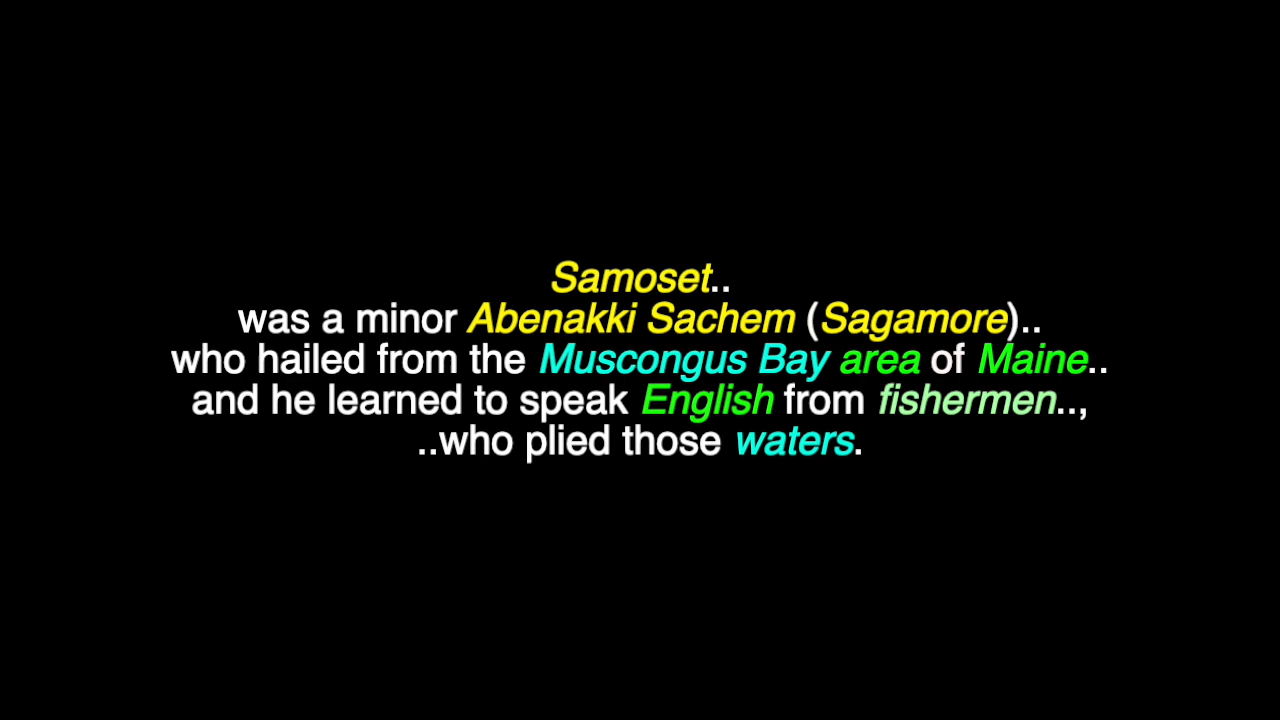 Samoset..
was a minor Abenakki Sachem (Sagamore)..
who hailed from the Muscongus Bay area of Maine..
and he learned to speak English from fishermen..,
..who plied those waters.